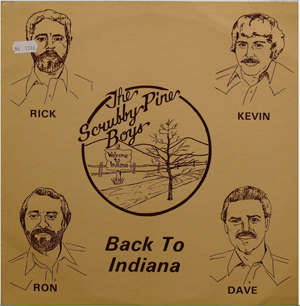 RICK
KEVIN
The
Scrubby Pine
Boys
Welcome
to
Indiana
Back To
Indiana
RON
DAVE